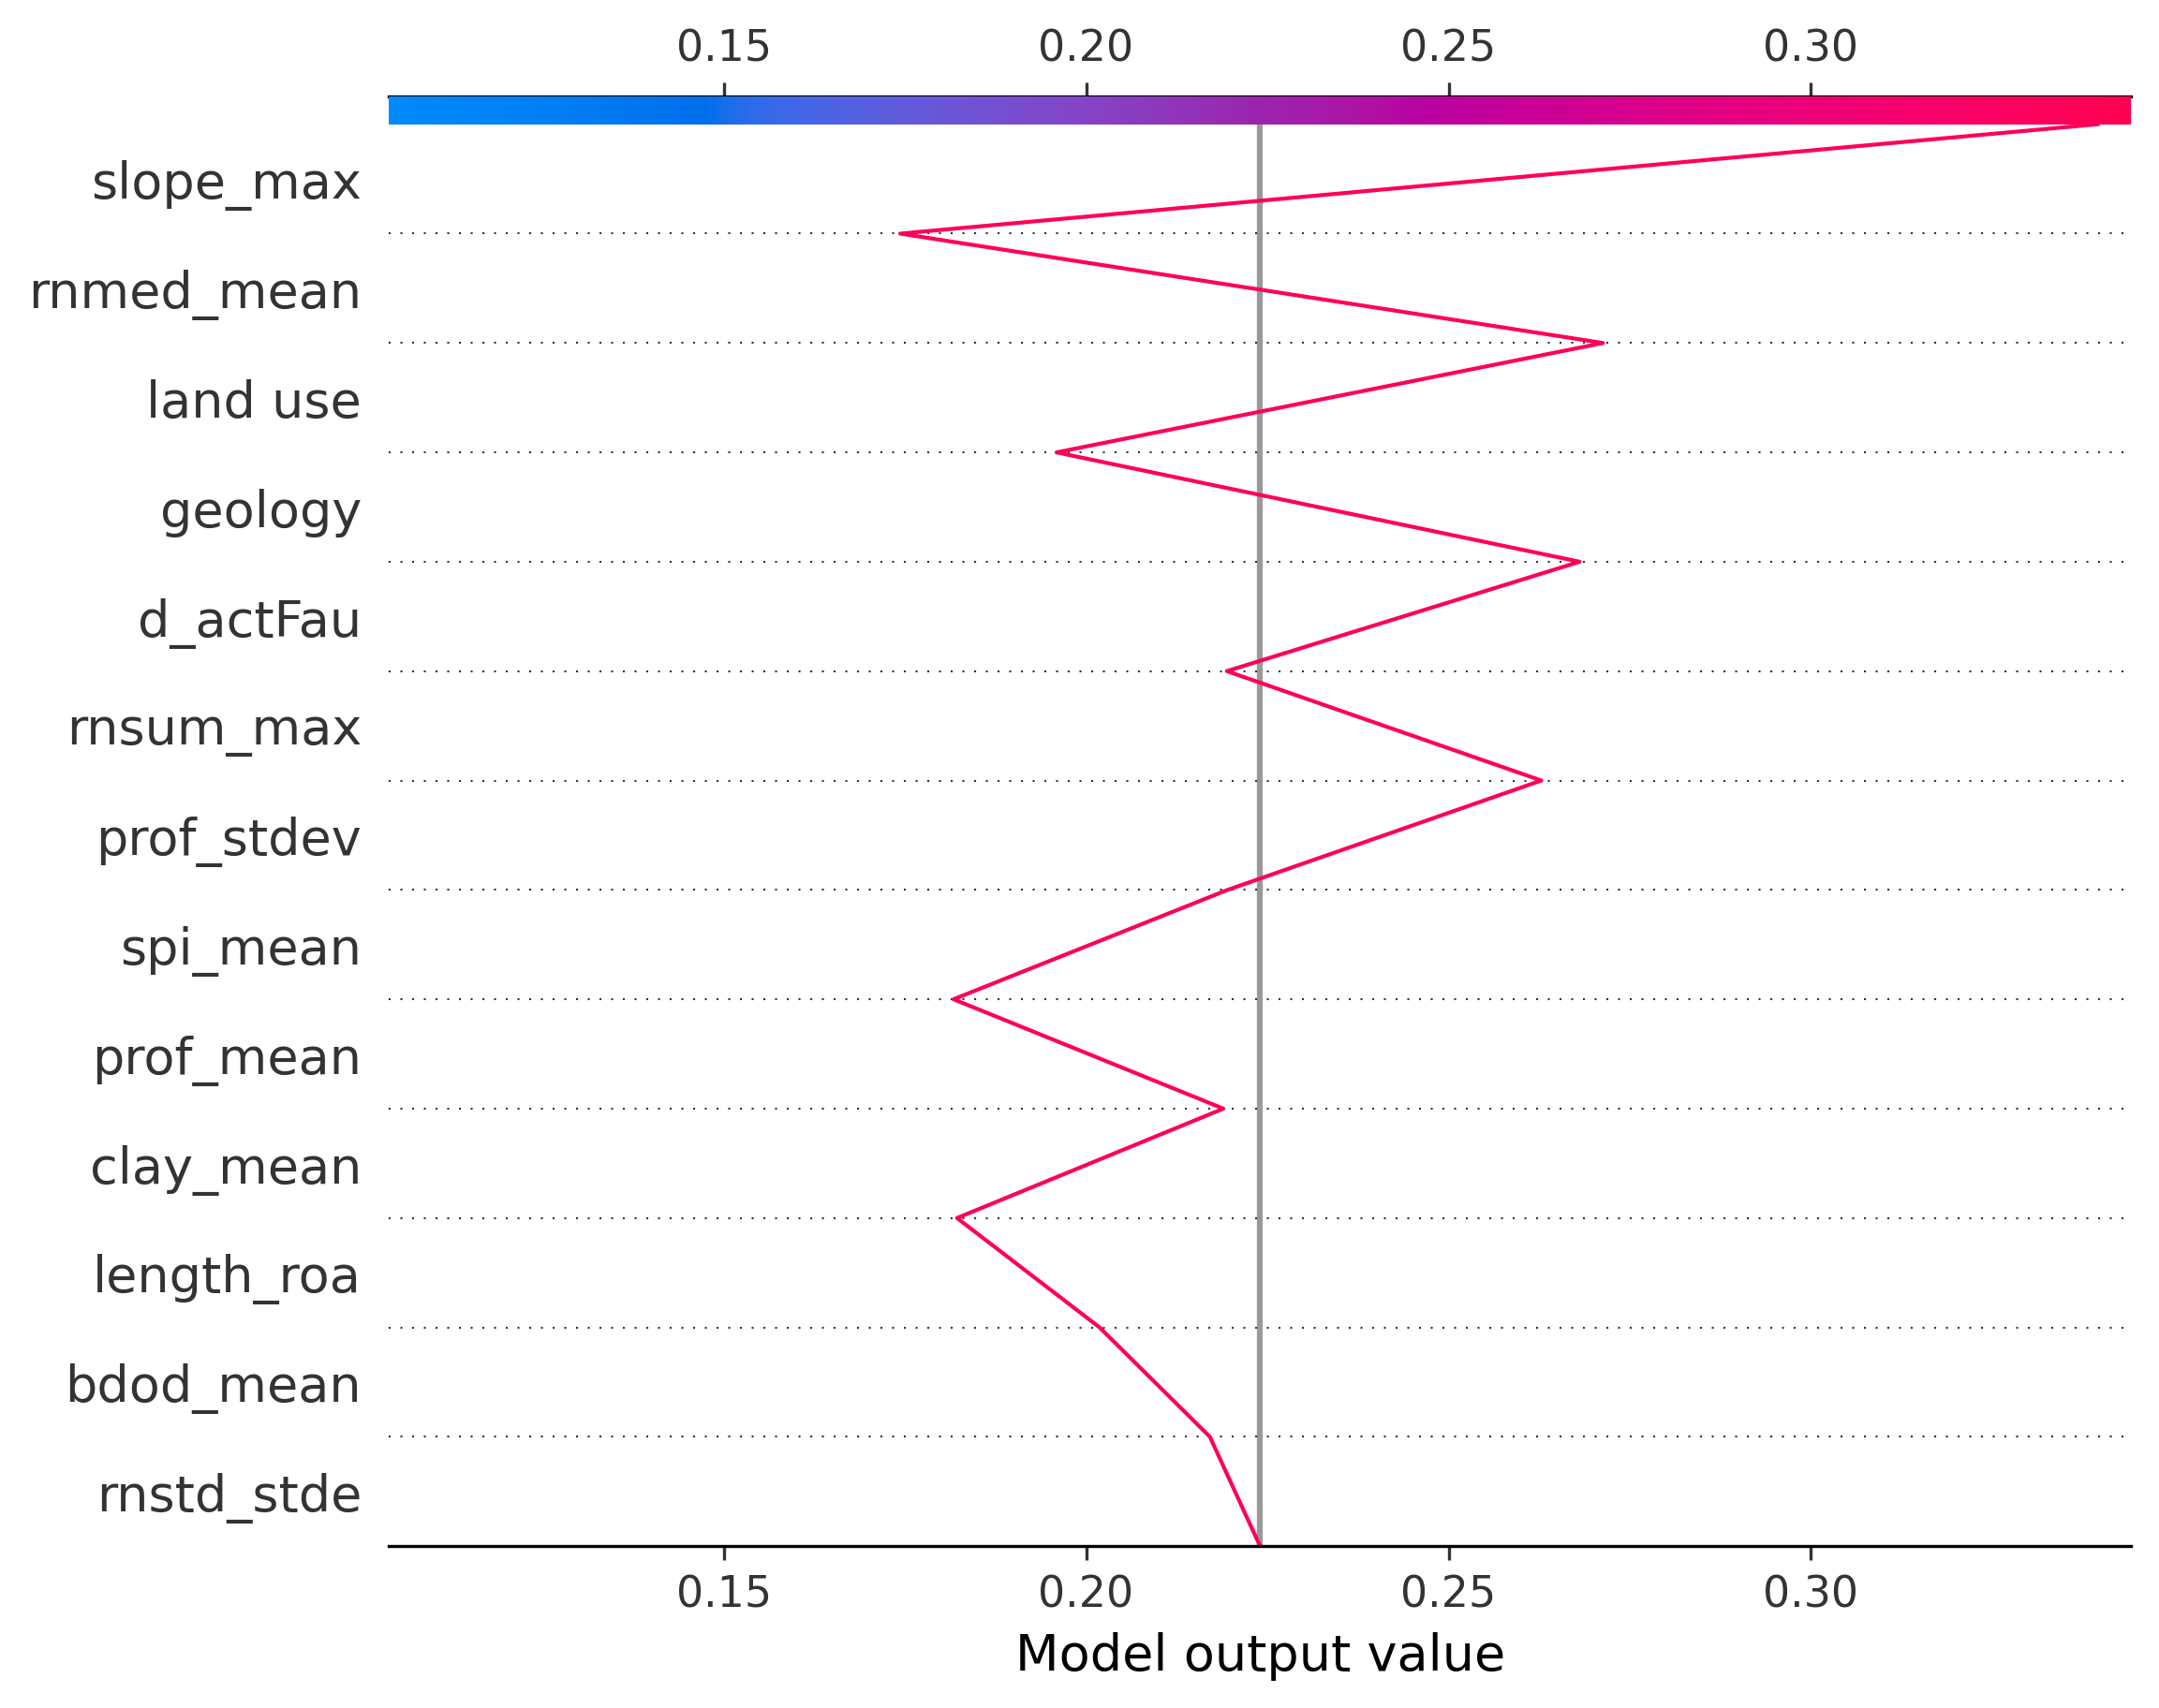 0.15 0.20 0.25 0.30
slope_max
rnmed_mean
land use
geology
d_actFau
rnsum_max
prof_stdev
spi_mean
prof_mean
clay_mean
length_roa
bdod_mean
rnstd_stde
0.15 0.20 0.25 0.30
Model output value